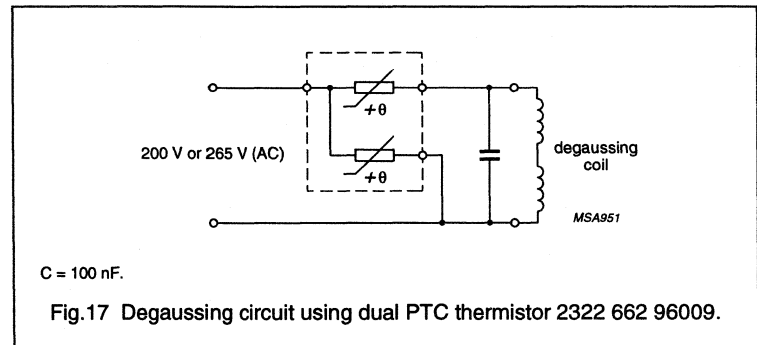 +θ
200 V or 265 V (AC)
+θ
degaussing
coil
MSA951
C = 100 nF.
Fig.17 Degaussing circuit using dual PTC thermistor 2322 662 96009.